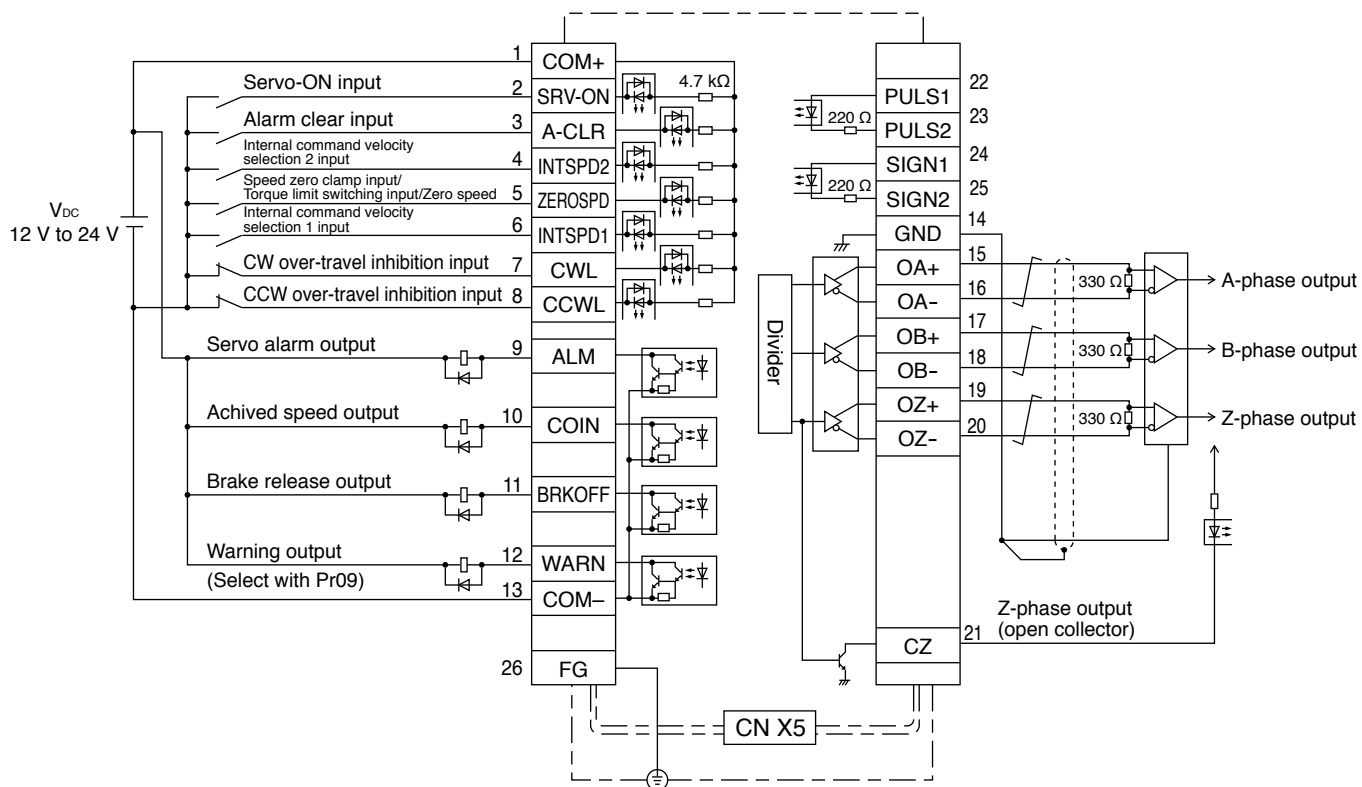 1
COM+
Servo-ON input
2
SRV-ON
4.7 kΩ
Alarm clear input
3
A-CLR
Internal command velocity
selection 2 input
4
INTSPD2
Speed zero clamp input/
Torque limit switching input/Zero speed
5
ZEROSPD
Internal command velocity
selection 1 input
6
INTSPD1
VDC
12 V to 24 V
CW over-travel inhibition input
7
CWL
CCW over-travel inhibition input
8
CCWL
Servo alarm output
9
ALM
Achived speed output
10
COIN
Brake release output
11
BRKOFF
Warning output
(Select with Pr09)
12
WARN
13
COM–
26
FG
CN X5
22
PULS1
220 Ω
23
PULS2
24
SIGN1
220 Ω
25
SIGN2
14
GND
15
OA+
16
OA–
330 Ω
A-phase output
17
OB+
18
OB–
330 Ω
B-phase output
19
OZ+
20
OZ–
330 Ω
Z-phase output
Divider
Z-phase output
(open collector)
21
CZ